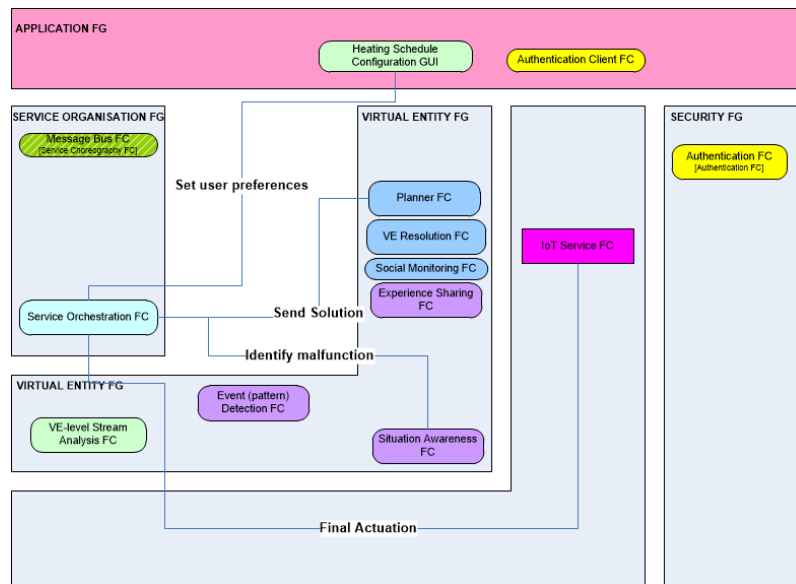 APPLICATION FG
Heating Schedule
Configuration GUI
Authentication Client FC
SERVICE ORGANISATION FG
Message Bus FC
[Service Choreography FC]
VIRTUAL ENTITY FG
SECURITY FG
Authentication FC
[Authentication FC]
Set user preferences
Planner FC
VE Resolution FC
IoT Service FC
Social Monitoring FC
Experience Sharing
FC
Service Orchestration FC
Send Solution
Identify malfunction
VIRTUAL ENTITY FG
Event (pattern)
Detection FC
VE-level Stream
Analysis FC
Situation Awareness
FC
Final Actuation